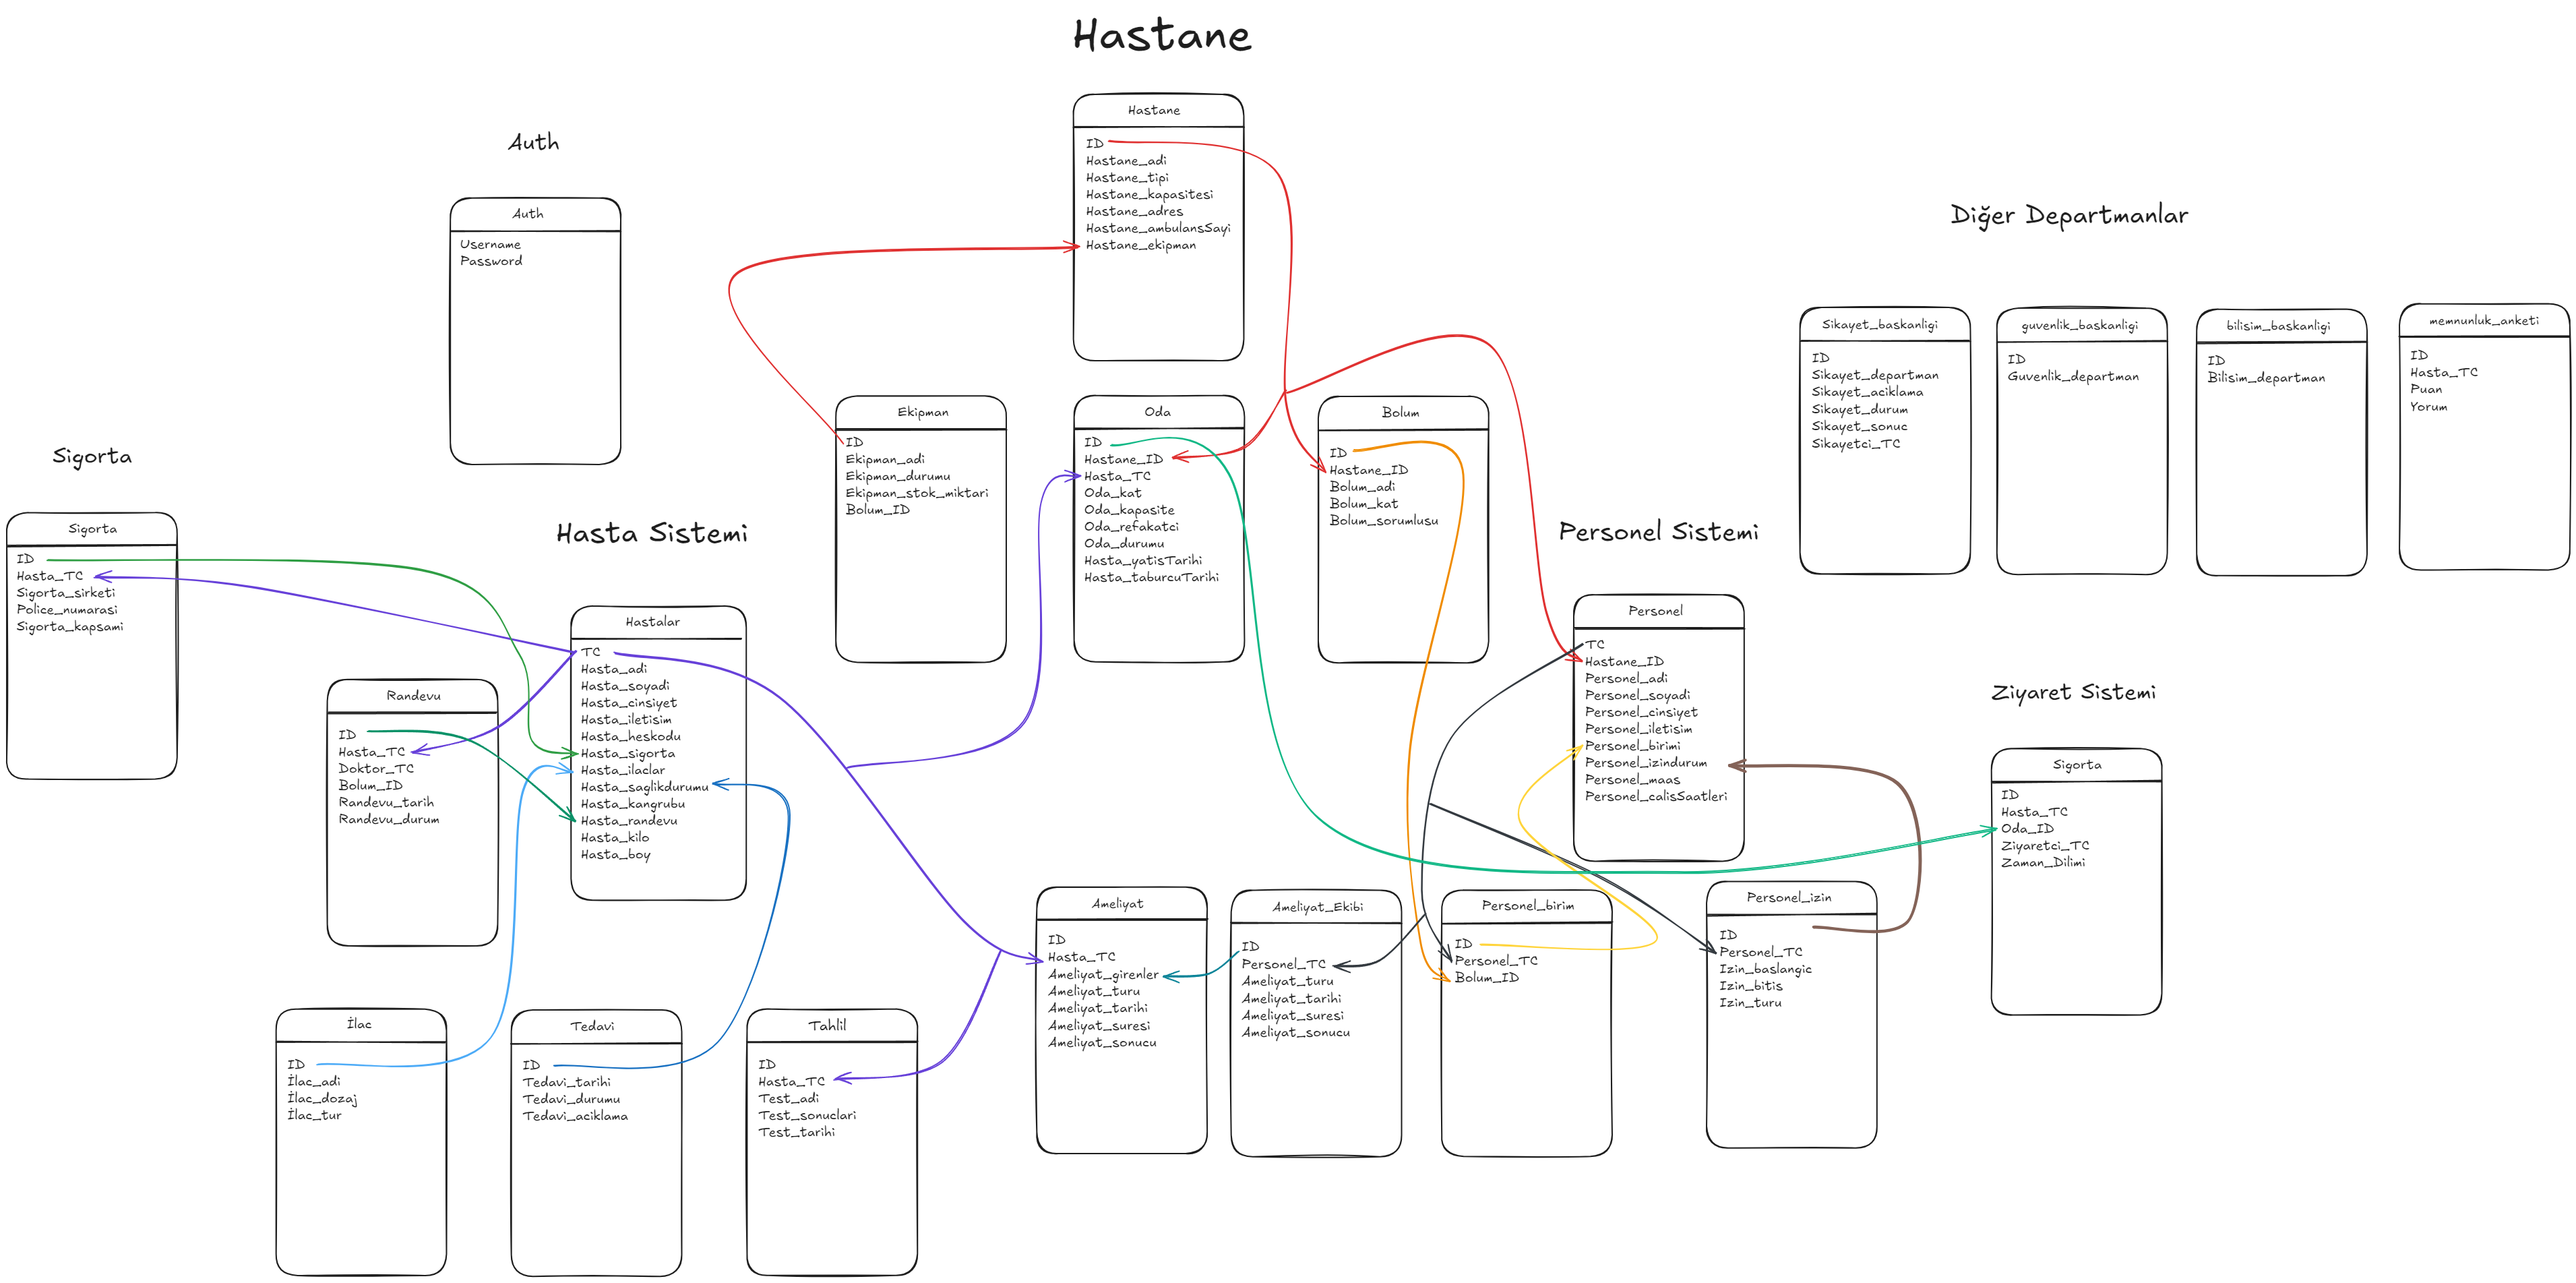 Hastane
Auth
Auth
Username
Password
Hastane
ID
Hastane_adi
Hastane_tipi
Hastane_kapasitesi
Hastane_adres
Hastane_ambulansSayi
Hastane_ekipman
Diğer Departmanlar
Sikayet_baskanligi
ID
Sikayet_departman
Sikayet_aciklama
Sikayet_durum
Sikayet_sonuc
Sikayetci_TC
guvenlik_baskanligi
ID
Guvenlik_departman
bilisim_baskanligi
ID
Bilisim_departman
memnunluk_anketi
ID
Hasta_TC
Puan
Yorum
Ekipman
ID
Ekipman_adi
Ekipman_durumu
Ekipman_stok_miktari
Bolum_ID
Oda
ID
Hastane_ID
Hasta_TC
Oda_kat
Oda_kapasite
Oda_refakatci
Oda_durumu
Hasta_yatisTarihi
Hasta_taburcuTarihi
Bolum
ID
Hastane_ID
Bolum_adi
Bolum_kat
Bolum_sorumlusu
Sigorta
Sigorta
ID
Hasta_TC
Sigorta_sirketi
Police_numarasi
Sigorta_kapsami
Hasta Sistemi
Hastalar
TC
Hasta_adi
Hasta_soyadi
Hasta_cinsiyet
Hasta_iletisim
Hasta_heskodu
Hasta_sigorta
Hasta_ilaclar
Hasta_saglikdurumu
Hasta_kangrubu
Hasta_randevu
Hasta_kilo
Hasta_boy
Randevu
ID
Hasta_TC
Doktor_TC
Bolum_ID
Randevu_tarih
Randevu_durum
Personel Sistemi
Personel
TC
Hastane_ID
Personel_adi
Personel_soyadi
Personel_cinsiyet
Personel_iletisim
Personel_birimi
Personel_izindurum
Personel_maas
Personel_calisSaatleri
Ziyaret Sistemi
Sigorta
ID
Hasta_TC
Oda_ID
Ziyaretci_TC
Zaman_Dilimi
İlac
ID
İlac_adi
İlac_dozaj
İlac_tur
Tedavi
ID
Tedavi_tarihi
Tedavi_durumu
Tedavi_aciklama
Tahlil
ID
Hasta_TC
Test_adi
Test_sonuclari
Test_tarihi
Ameliyat
ID
Hasta_TC
Ameliyat_girenler
Ameliyat_turu
Ameliyat_tarihi
Ameliyat_suresi
Ameliyat_sonucu
Ameliyat_Ekibi
ID
Personel_TC
Ameliyat_turu
Ameliyat_tarihi
Ameliyat_suresi
Ameliyat_sonucu
Personel_birim
ID
Personel_TC
Bolum_ID
Personel_izin
ID
Personel_TC
Izin_baslangic
Izin_bitis
Izin_turu